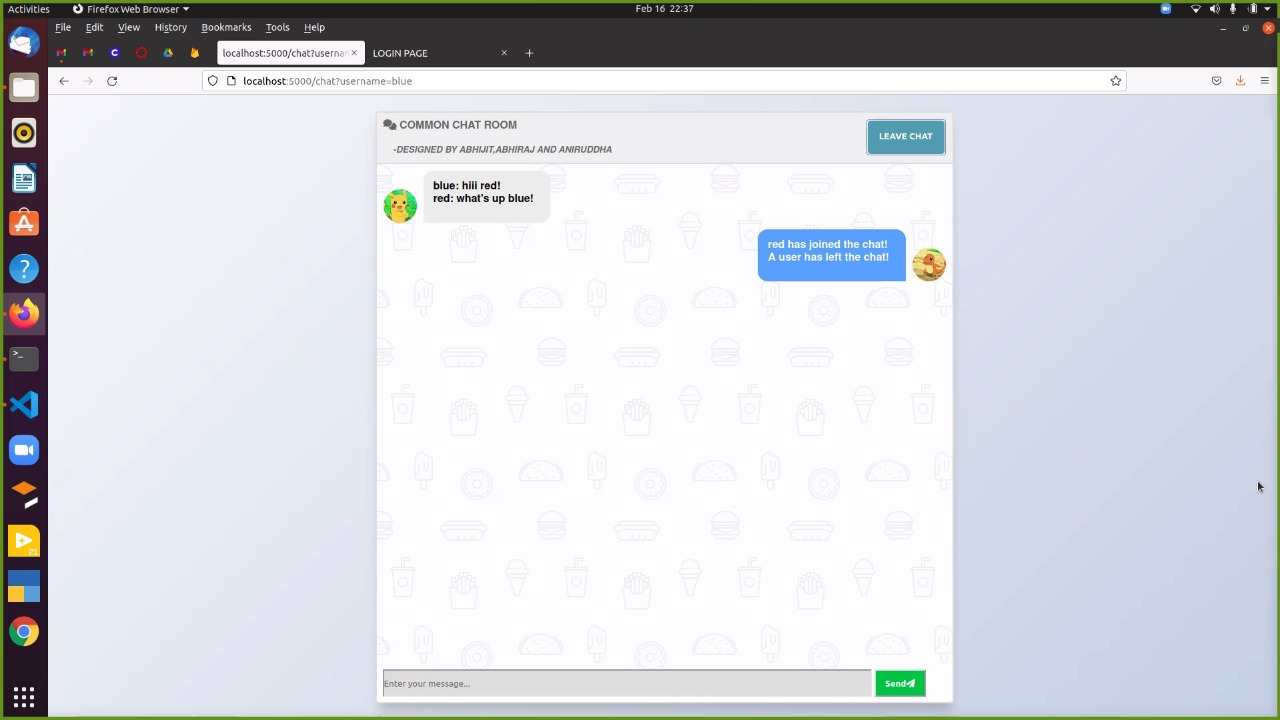 Activities
Firefox Web Browser
Feb 16 22:37
File Edit View History Bookmarks Tools Help
localhost:5000/chat?usernan
LOGIN PAGE
localhost:5000/chat?username=blue
COMMON CHAT ROOM
-DESIGNED BY ABHIJIT,ABHIRAJ AND ANIRUDDHA
LEAVE CHAT
blue: hiii red!
red: what's up blue!
red has joined the chat!
A user has left the chat!
Enter your message...
Send
21